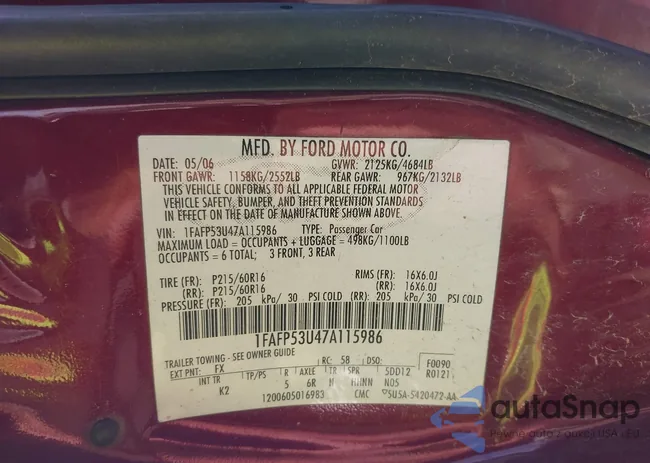 MFD. BY FORD MOTOR CO.
DATE: 05/06 GVWR: 2125KG/4684LB
FRONT GAWR: 1158KG/2552LB REAR GAWR: 967KG/2132LB
THIS VEHICLE CONFORMS TO ALL APPLICABLE FEDERAL MOTOR
VEHICLE SAFETY, BUMPER, AND THEFT PREVENTION STANDARDS
IN EFFECT ON THE DATE OF MANUFACTURE SHOWN ABOVE.
VIN: 1FAFP53U47A115986 TYPE: Passenger Car
MAXIMUM LOAD = OCCUPANTS + LUGGAGE = 498KG/1100LB
OCCUPANTS = 6 TOTAL; 3 FRONT, 3 REAR
TIRE (FR): P215/60R16 RIMS (FR): 16X6.0J
(RR): P215/60R16 (RR): 16X6.0J
PRESSURE (FR): 205 kPa/ 30 PSI COLD (RR): 205 kPa/ 30 PSI COLD
1FAFP53U47A115986
TRAILER TOWING - SEE OWNER GUIDE
EXT PNT: FX RC: 58 DSO: F0090
INT TR TP/PS R AXLE TR SPR 5DD12 R0121
K2 5 6R H HNN N05
1200605016983 CMC 5U5A-5420472-AA
autoSnap